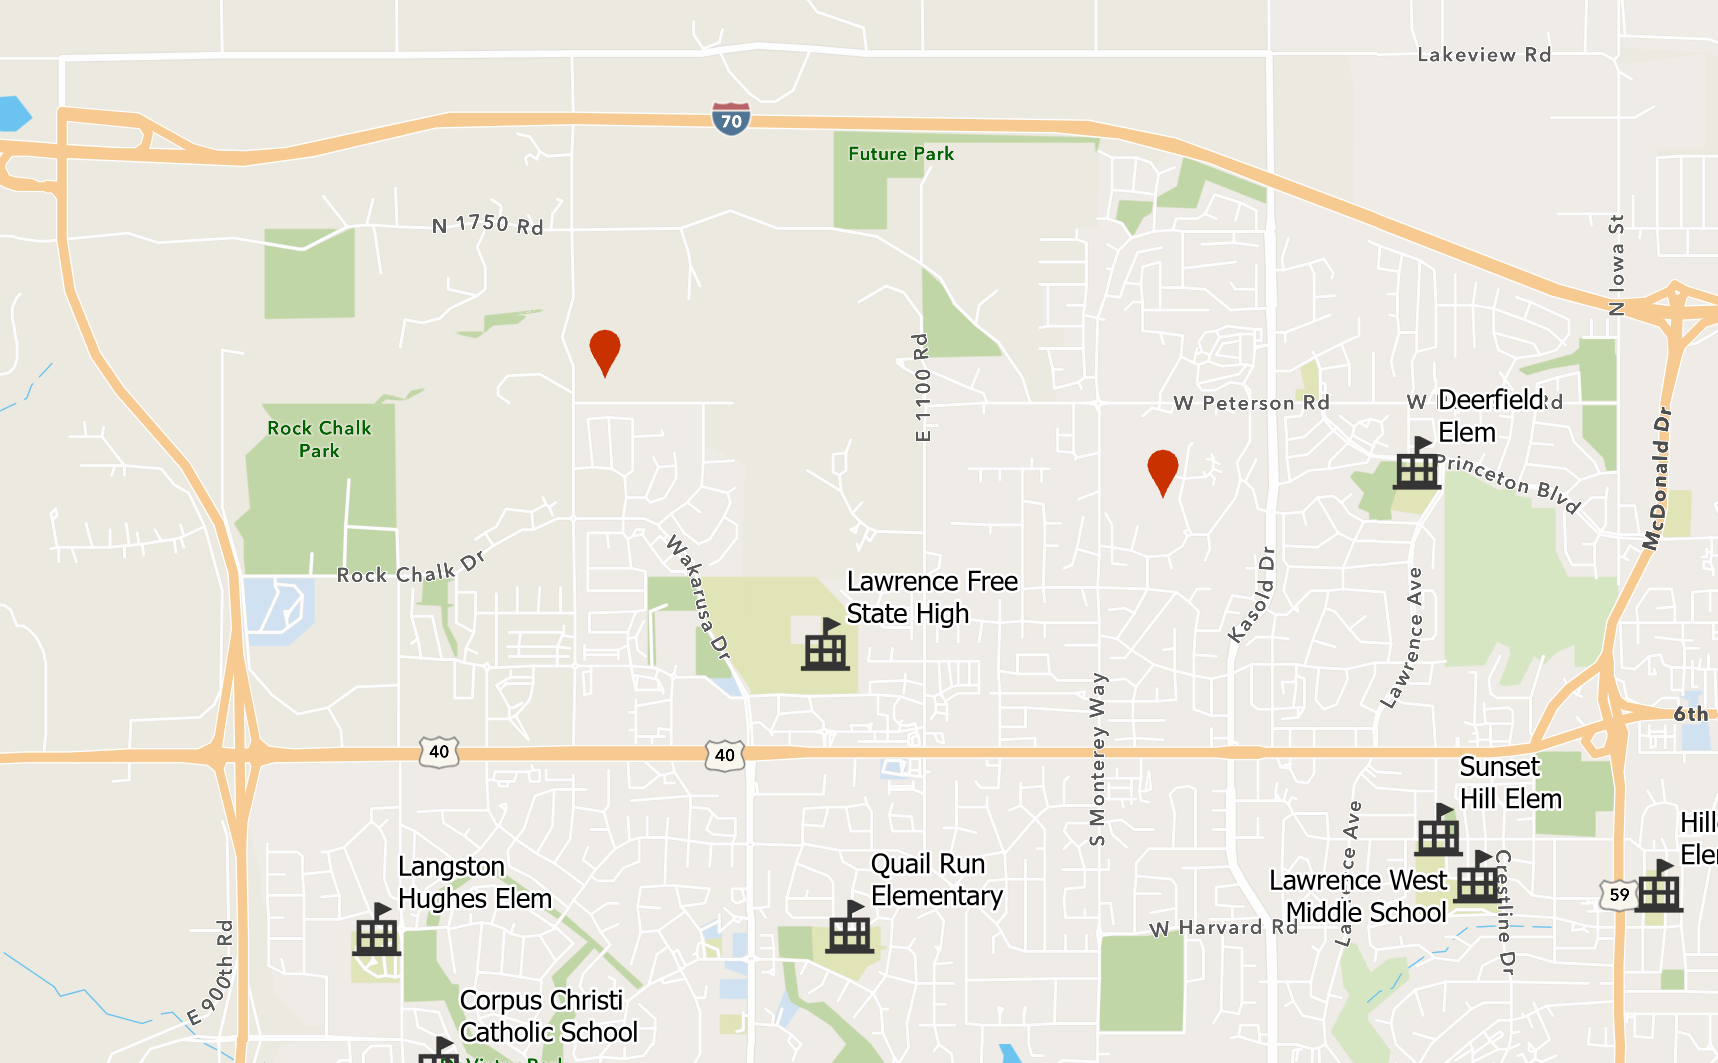 Lakeview Rd
70
Future Park
N 1750 Rd
N Iowa St
E 1100 Rd
W Peterson Rd
W
Rd
Deerfield
Elem
Rock Chalk
Park
Princeton Blvd
McDonald Dr
Rock Chalk Dr
Wakarusa Dr
Lawrence Free
State High
Kasold Dr
Lawrence Ave
S Monterey Way
6th
40
40
Sunset
Hill Elem
Langston
Hughes Elem
Quail Run
Elementary
Lawrence West
Middle School
Crestline Dr
59
W Harvard Rd
E 900th Rd
Corpus Christi
Catholic School